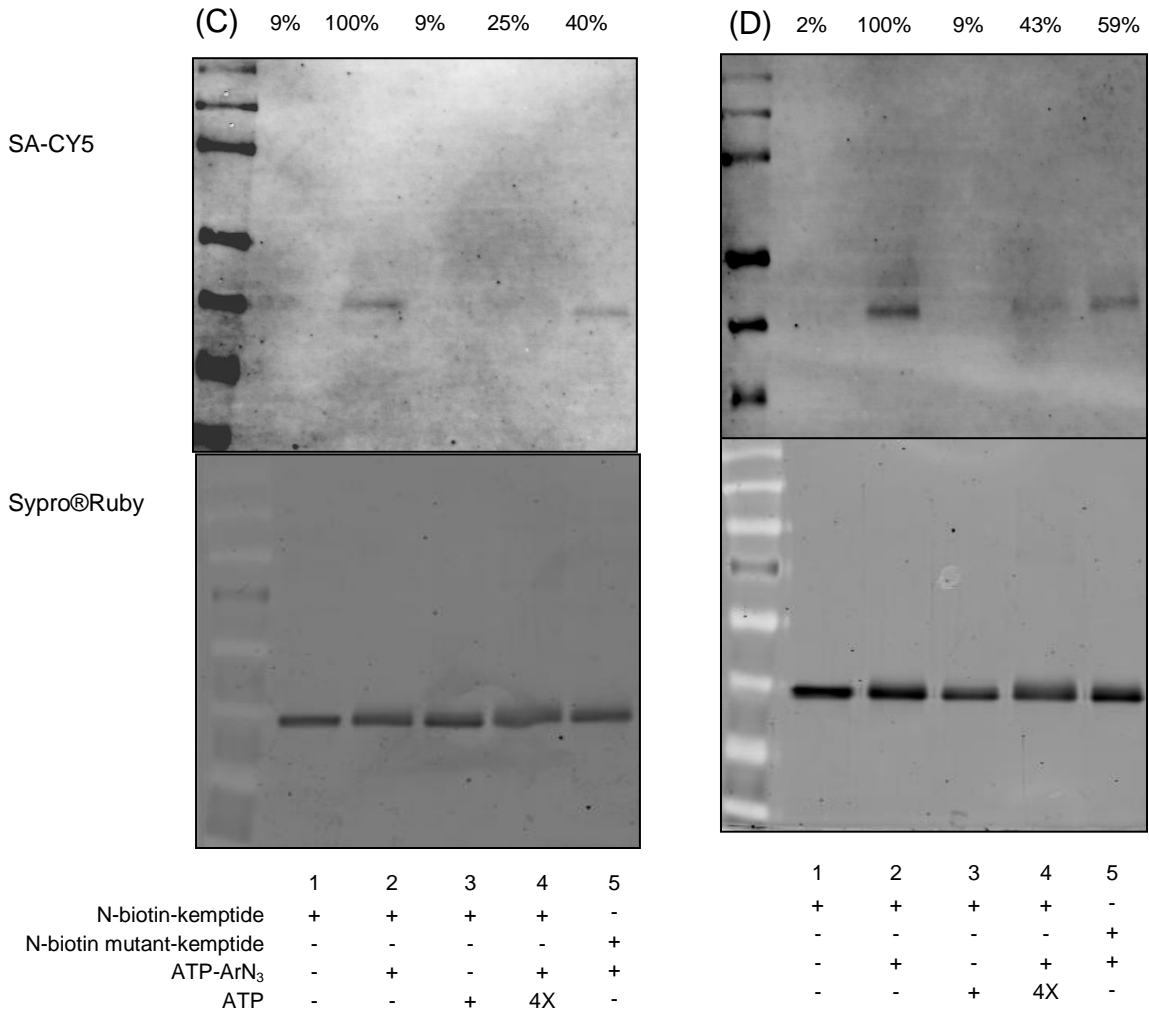 (C) 9% 100% 9% 25% 40%
(D) 2% 100% 9% 43% 59%
SA-CY5
Sypro®Ruby
1 2 3 4 5
N-biotin-kemptide + + + + -
N-biotin mutant-kemptide - - - - +
ATP-ArN₃ - + - + +
ATP - - + 4X -
1 2 3 4 5
+ + + + -
- - - - +
- + - + +
- - + 4X -